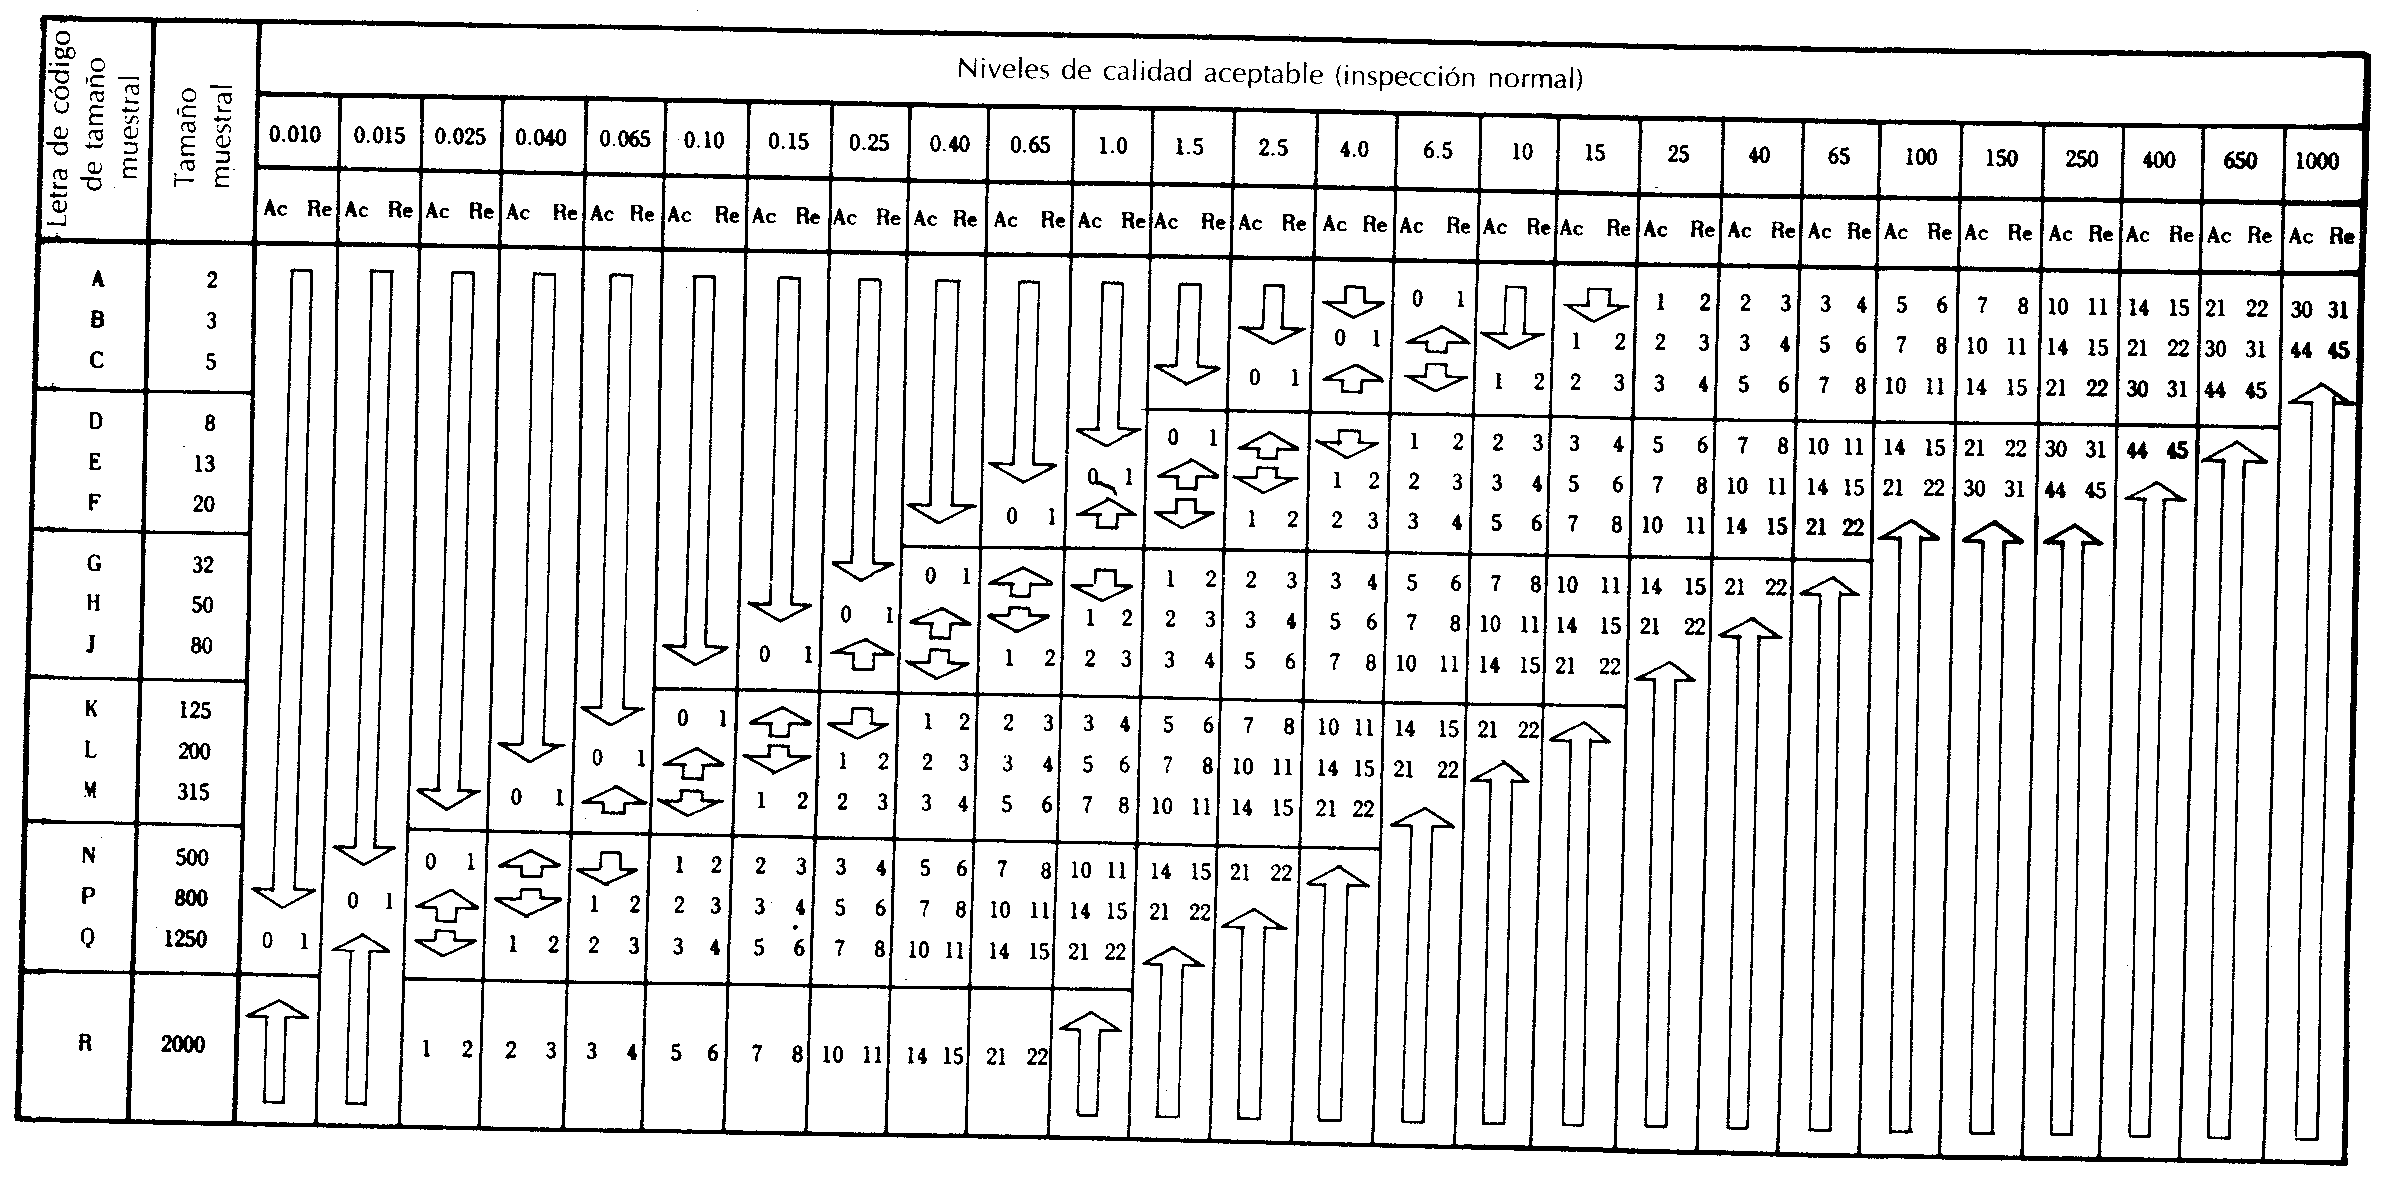 Letra de código de tamaño muestral
Tamaño muestral
Niveles de calidad aceptable (inspección normal)
0.010 0.015 0.025 0.040 0.065 0.10 0.15 0.25 0.40 0.65 1.0 1.5 2.5 4.0 6.5 10 15 25 40 65 100 150 250 400 650 1000
Ac Re Ac Re Ac Re Ac Re Ac Re Ac Re Ac Re Ac Re Ac Re Ac Re Ac Re Ac Re Ac Re Ac Re Ac Re Ac Re Ac Re Ac Re Ac Re Ac Re Ac Re Ac Re Ac Re Ac Re Ac Re Ac Re
A 2 0 1 1 2 2 3 3 4 5 6 7 8 10 11 14 15 21 22 30 31
B 3 0 1 1 2 2 3 3 4 5 6 7 8 10 11 14 15 21 22 30 31 44 45
C 5 0 1 1 2 2 3 3 4 5 6 7 8 10 11 14 15 21 22 30 31 44 45
D 8 0 1 1 2 2 3 3 4 5 6 7 8 10 11 14 15 21 22 30 31 44 45
E 13 0 1 1 2 2 3 3 4 5 6 7 8 10 11 14 15 21 22 30 31 44 45
F 20 0 1 1 2 2 3 3 4 5 6 7 8 10 11 14 15 21 22
G 32 0 1 1 2 2 3 3 4 5 6 7 8 10 11 14 15 21 22
H 50 0 1 1 2 2 3 3 4 5 6 7 8 10 11 14 15 21 22
J 80 0 1 1 2 2 3 3 4 5 6 7 8 10 11 14 15 21 22
K 125 0 1 1 2 2 3 3 4 5 6 7 8 10 11 14 15 21 22
L 200 0 1 1 2 2 3 3 4 5 6 7 8 10 11 14 15 21 22
M 315 0 1 1 2 2 3 3 4 5 6 7 8 10 11 14 15 21 22
N 500 0 1 1 2 2 3 3 4 5 6 7 8 10 11 14 15 21 22
P 800 0 1 1 2 2 3 3 4 5 6 7 8 10 11 14 15 21 22
Q 1250 0 1 1 2 2 3 3 4 5 6 7 8 10 11 14 15 21 22
R 2000 1 2 2 3 3 4 5 6 7 8 10 11 14 15 21 22